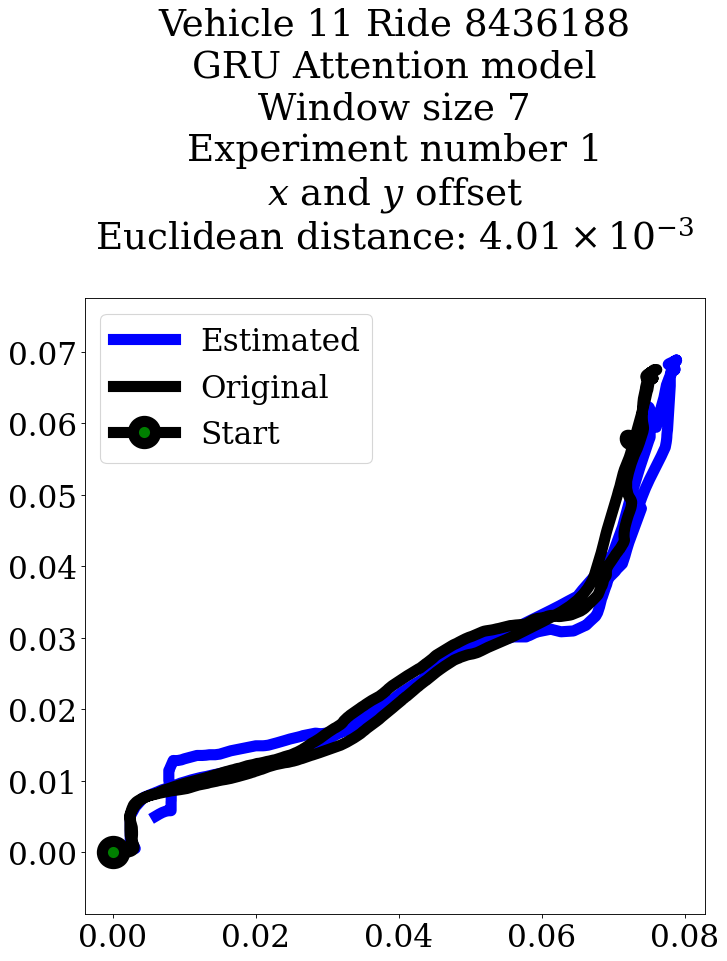 Vehicle 11 Ride 8436188
GRU Attention model
Window size 7
Experiment number 1
x and y offset
Euclidean distance: 4.01 × 10⁻³
Estimated
Original
Start
0.07
0.06
0.05
0.04
0.03
0.02
0.01
0.00
0.00 0.02 0.04 0.06 0.08